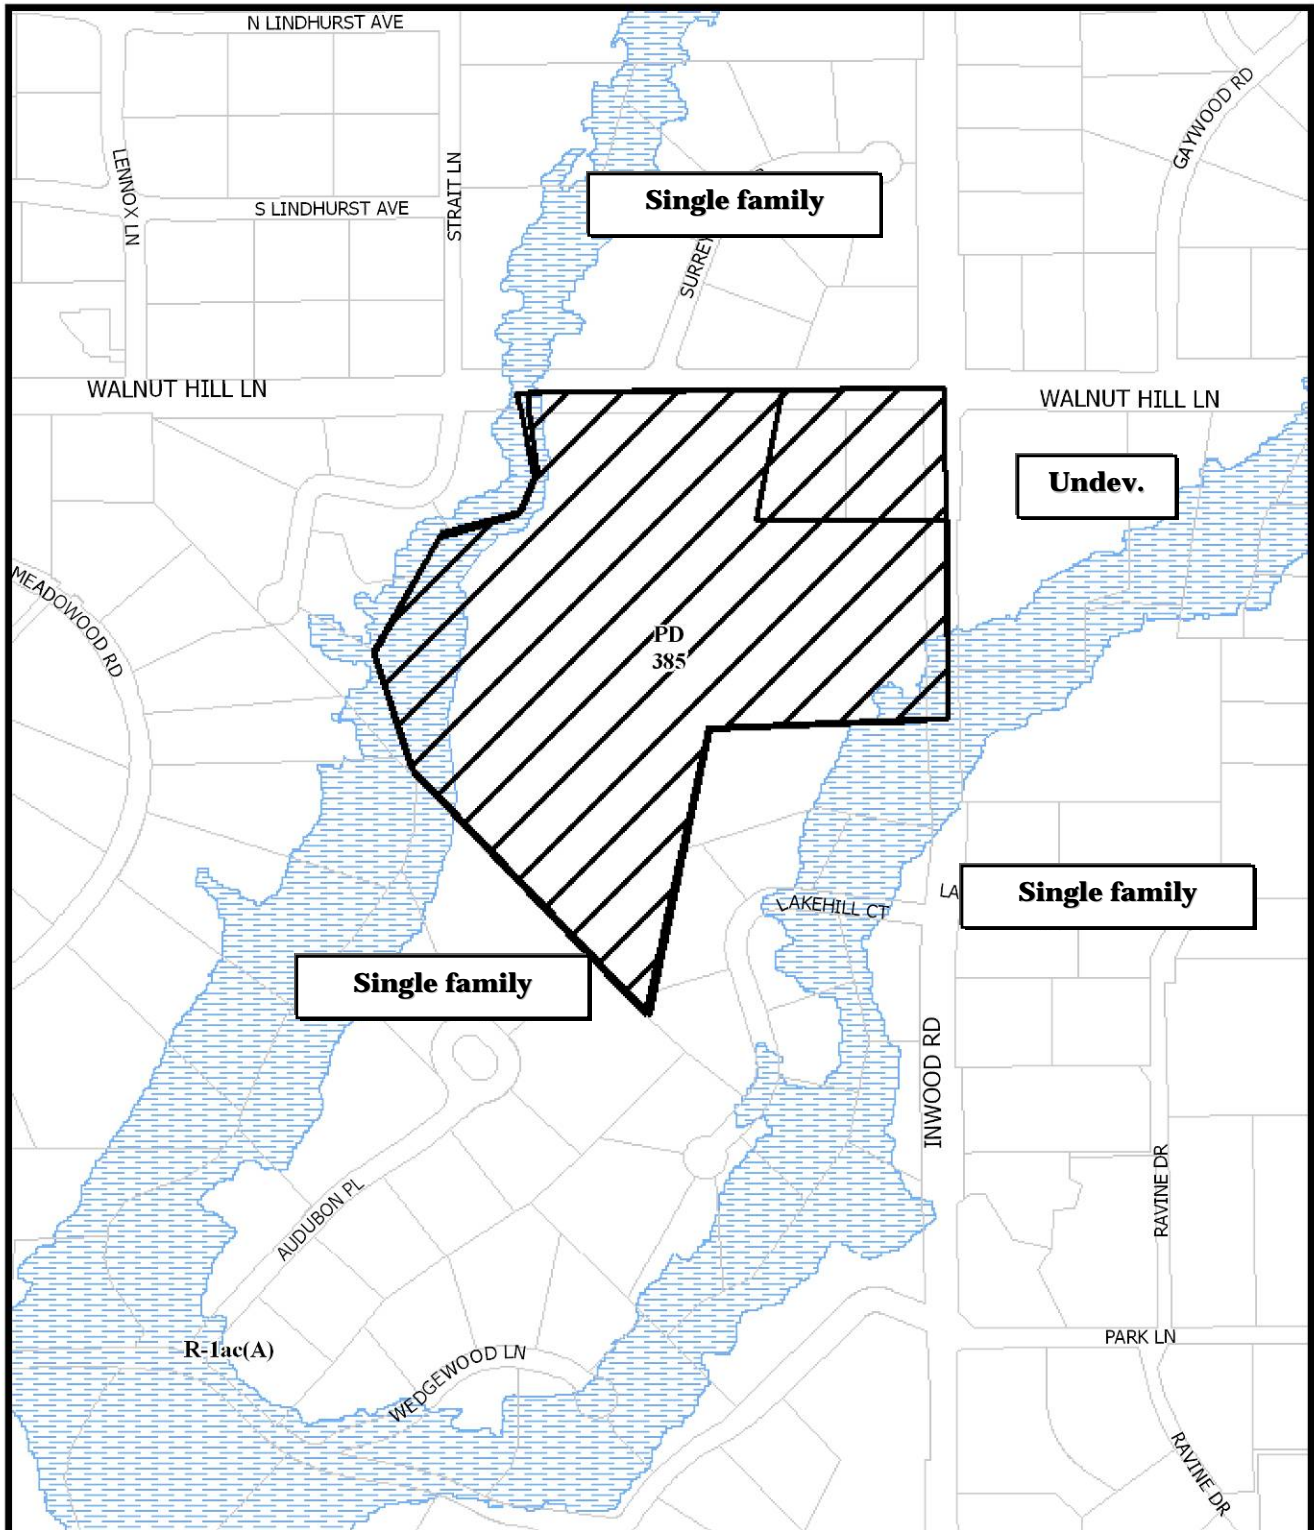 N LINDHURST AVE
GAYWOOD RD
LENNOX LN
STRAIT LN
Single family
S LINDHURST AVE
SURREY
WALNUT HILL LN
WALNUT HILL LN
Undev.
MEADOWOOD RD
PD
385
LA
Single family
LAKEHILL CT
Single family
INWOOD RD
RAVINE DR
AUDUBON PL
PARK LN
R-1ac(A)
WEDGEWOOD LN
RAVINE DR